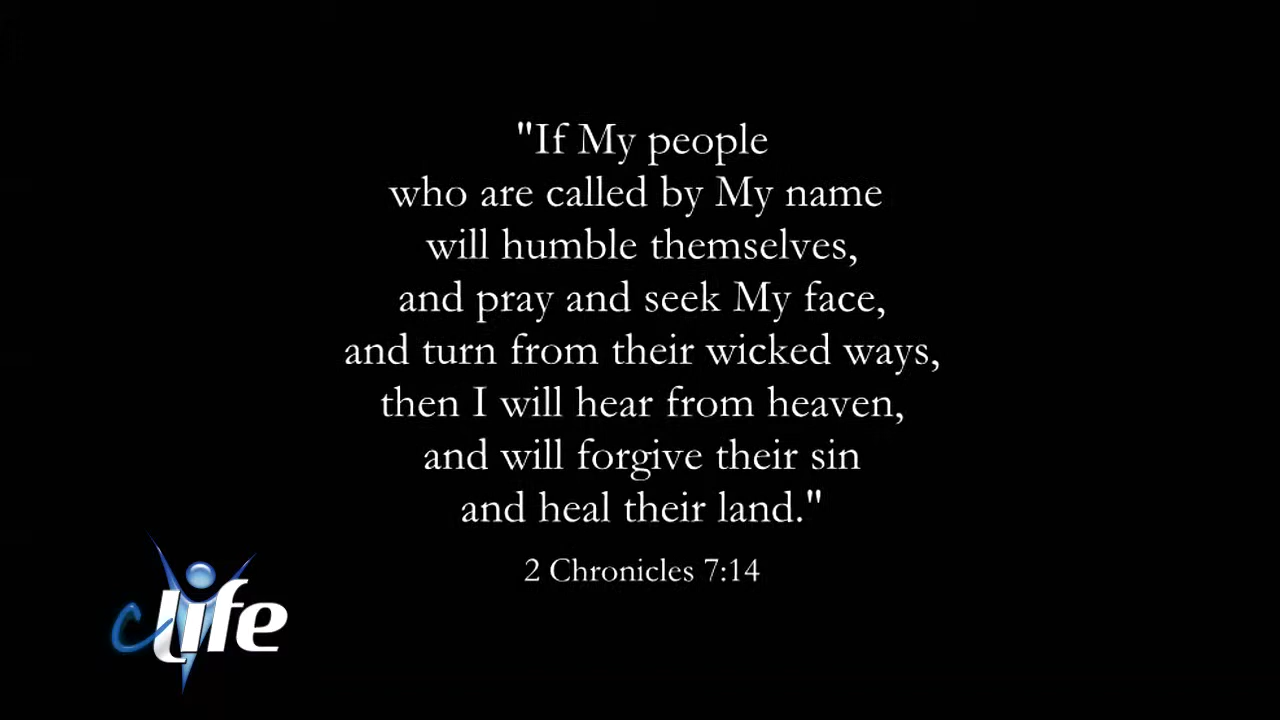 "If My people
who are called by My name
will humble themselves,
and pray and seek My face,
and turn from their wicked ways,
then I will hear from heaven,
and will forgive their sin
and heal their land."
2 Chronicles 7:14
cLife